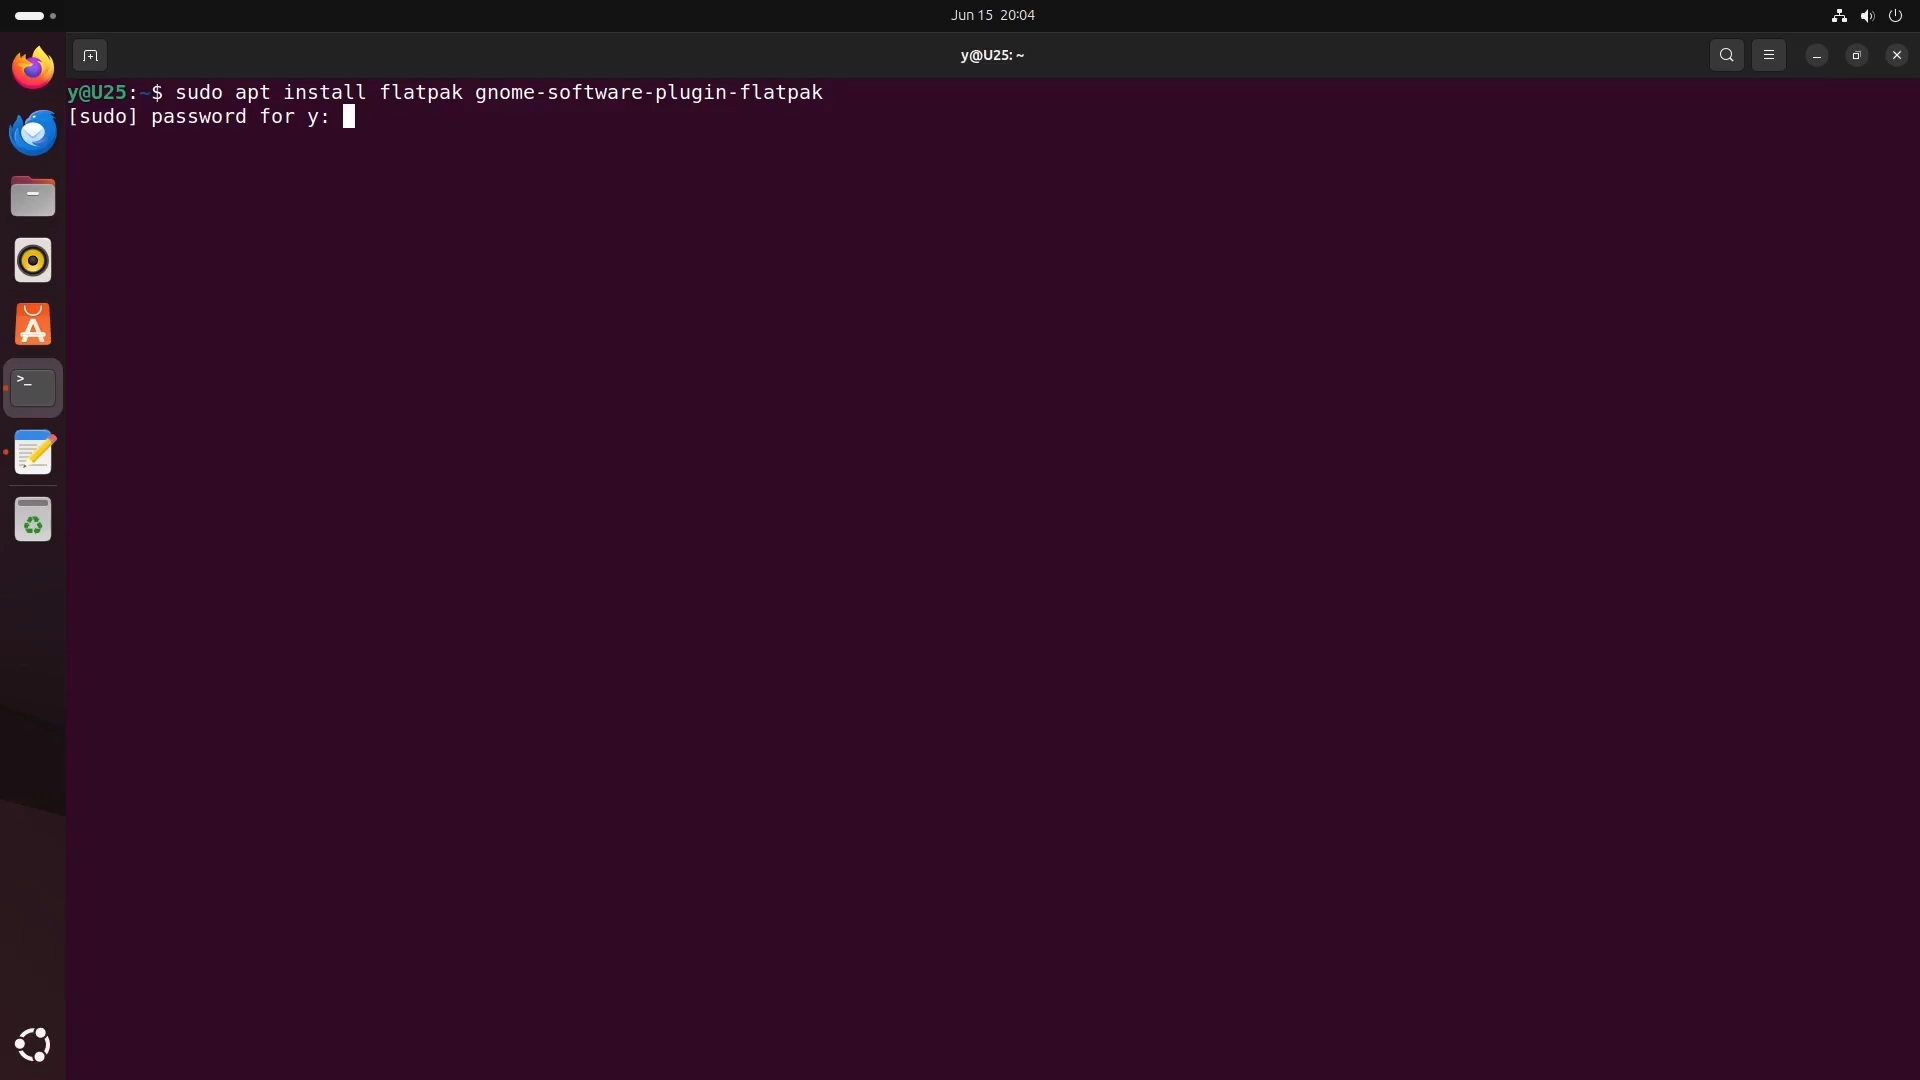 Jun 15 20:04
y@U25: ~
y@U25:~$ sudo apt install flatpak gnome-software-plugin-flatpak
[sudo] password for y: